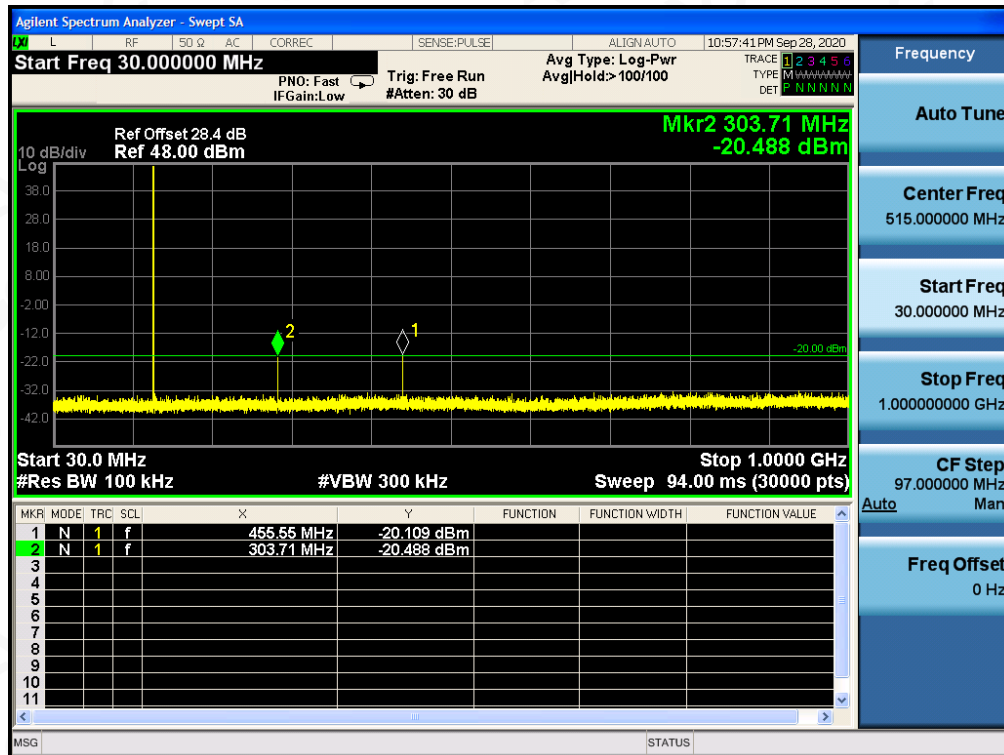 Agilent Spectrum Analyzer - Swept SA
LXI L RF 50 Ω AC CORREC SENSE:PULSE ALIGN AUTO 10:57:41 PM Sep 28, 2020
Start Freq 30.000000 MHz
PNO: Fast
IFGain:Low
Trig: Free Run
#Atten: 30 dB
Avg Type: Log-Pwr
Avg|Hold:>100/100
TRACE 1 2 3 4 5 6
TYPE M
DET P N N N N N
Mkr2 303.71 MHz
-20.488 dBm
Ref Offset 28.4 dB
10 dB/div Ref 48.00 dBm
Log
38.0
28.0
18.0
8.00
-2.00
-12.0
-22.0
-32.0
-42.0
2
1
-20.00 dBm
Start 30.0 MHz Stop 1.0000 GHz
#Res BW 100 kHz #VBW 300 kHz Sweep 94.00 ms (30000 pts)
MKR MODE TRC SCL X Y FUNCTION FUNCTION WIDTH FUNCTION VALUE
1 N 1 f 455.55 MHz -20.109 dBm
2 N 1 f 303.71 MHz -20.488 dBm
3
4
5
6
7
8
9
10
11
MSG STATUS
Frequency
Auto Tune
Center Freq
515.000000 MHz
Start Freq
30.000000 MHz
Stop Freq
1.000000000 GHz
CF Step
97.000000 MHz
Auto Man
Freq Offset
0 Hz